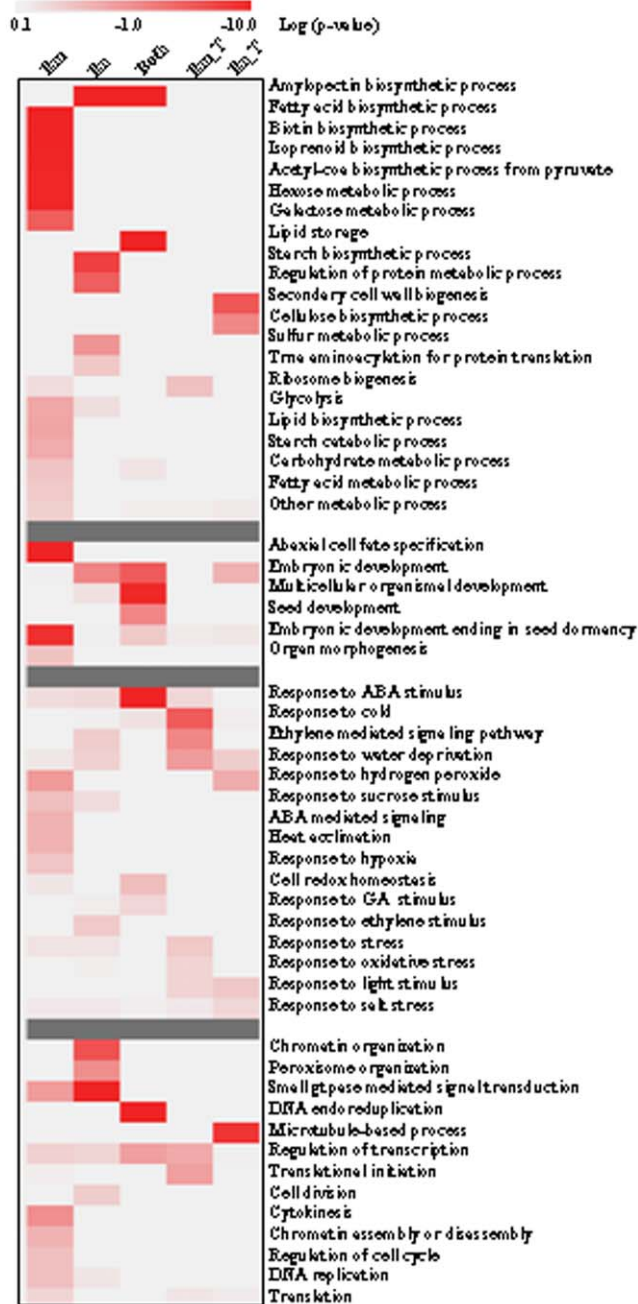 0.1 -1.0 -10.0 Log (p-value)
Em En Both Em_T En_T
Amylopectin biosynthetic process
Fatty acid biosynthetic process
Biotin biosynthetic process
Isoprenoid biosynthetic process
Acetyl-coa biosynthetic process from pyruvate
Hexose metabolic process
Galactose metabolic process
Lipid storage
Starch biosynthetic process
Regulation of protein metabolic process
Secondary cell wall biogenesis
Cellulose biosynthetic process
Sulfur metabolic process
Trna aminoacylation for protein translation
Ribosome biogenesis
Glycolysis
Lipid biosynthetic process
Starch catabolic process
Carbohydrate metabolic process
Fatty acid metabolic process
Other metabolic process
Abaxial cell fate specification
Embryonic development
Multicellular organismal development
Seed development
Embryonic development ending in seed dormancy
Organ morphogenesis
Response to ABA stimulus
Response to cold
Ethylene mediated signaling pathway
Response to water deprivation
Response to hydrogen peroxide
Response to sucrose stimulus
ABA mediated signaling
Heat acclimation
Response to hypoxia
Cell redox homeostasis
Response to GA stimulus
Response to ethylene stimulus
Response to stress
Response to oxidative stress
Response to light stimulus
Response to salt stress
Chromatin organization
Peroxisome organization
Small gtpase mediated signal transduction
DNA endoreduplication
Microtubule-based process
Regulation of transcription
Translational initiation
Cell division
Cytokinesis
Chromatin assembly or disassembly
Regulation of cell cycle
DNA replication
Translation